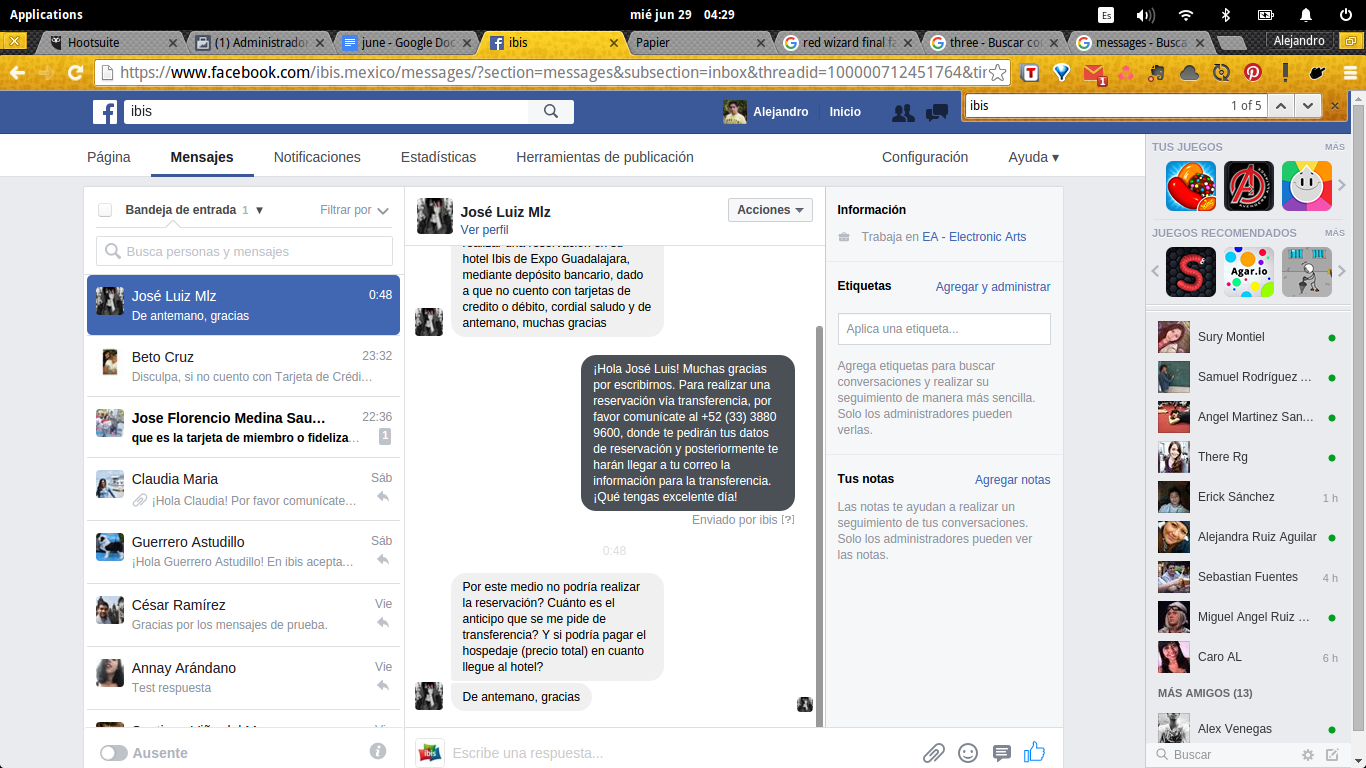 Applications
mié jun 29 04:29
Es
Hootsuite
(1) Administrado
june - Google Doc
ibis
Papier
red wizard final fa
three - Buscar co
messages - Busca
Alejandro
https://www.facebook.com/ibis.mexico/messages/?section=messages&subsection=inbox&threadid=100000712451764&tir
1
ibis
1 of 5
ibis
Alejandro
Inicio
Página
Mensajes
Notificaciones
Estadísticas
Herramientas de publicación
Configuración
Ayuda ▾
Bandeja de entrada 1 ▾
Filtrar por
Busca personas y mensajes
José Luiz Mlz
0:48
De antemano, gracias
Beto Cruz
23:32
Disculpa, si no cuento con Tarjeta de Crédi…
Jose Florencio Medina Sau…
22:36
que es la tarjeta de miembro o fideliza…
1
Claudia Maria
Sáb
¡Hola Claudia! Por favor comunícate…
Guerrero Astudillo
Sáb
¡Hola Guerrero Astudillo! En ibis acepta…
César Ramírez
Vie
Gracias por los mensajes de prueba.
Annay Arándano
Vie
Test respuesta
Ausente
José Luiz Mlz
Ver perfil
Acciones
hotel Ibis de Expo Guadalajara,
mediante depósito bancario, dado
a que no cuento con tarjetas de
credito o débito, cordial saludo y de
antemano, muchas gracias
¡Hola José Luis! Muchas gracias
por escribirnos. Para realizar una
reservación vía transferencia, por
favor comunícate al +52 (33) 3880
9600, donde te pedirán tus datos
de reservación y posteriormente te
harán llegar a tu correo la
información para la transferencia.
¡Qué tengas excelente día!
Enviado por ibis [?]
0:48
Por este medio no podría realizar
la reservación? Cuánto es el
anticipo que se me pide de
transferencia? Y si podría pagar el
hospedaje (precio total) en cuanto
llegue al hotel?
De antemano, gracias
ibis
Escribe una respuesta...
Información
Trabaja en EA - Electronic Arts
Etiquetas
Agregar y administrar
Aplica una etiqueta...
Agrega etiquetas para buscar
conversaciones y realizar su
seguimiento de manera más sencilla.
Solo los administradores pueden
verlas.
Tus notas
Agregar notas
Las notas te ayudan a realizar un
seguimiento de tus conversaciones.
Solo los administradores pueden ver
las notas.
TUS JUEGOS
MÁS
JUEGOS RECOMENDADOS
MÁS
Agar.io
Sury Montiel
Samuel Rodríguez …
Angel Martinez San…
There Rg
Erick Sánchez
1 h
Alejandra Ruiz Aguilar
Sebastian Fuentes
4 h
Miguel Angel Ruiz …
Caro AL
6 h
MÁS AMIGOS (13)
Alex Venegas
Buscar